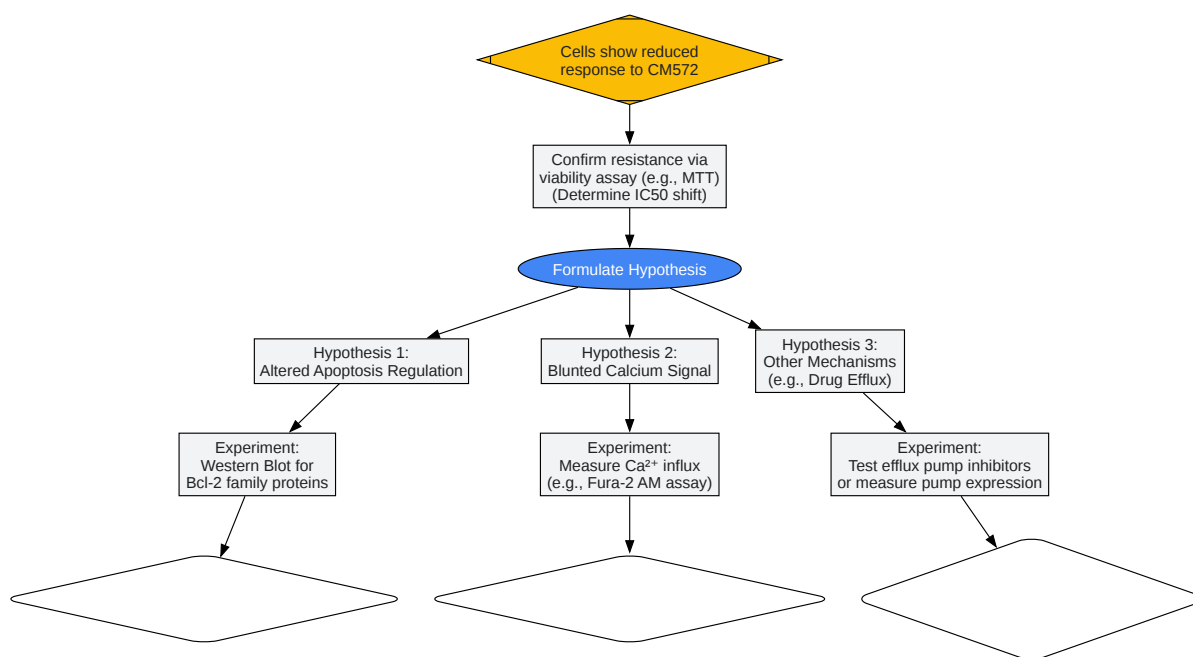 Cells show reduced
response to CM572
Confirm resistance via
viability assay (e.g., MTT)
(Determine IC50 shift)
Formulate Hypothesis
Hypothesis 1:
Altered Apoptosis Regulation
Hypothesis 2:
Blunted Calcium Signal
Hypothesis 3:
Other Mechanisms
(e.g., Drug Efflux)
Experiment:
Western Blot for
Bcl-2 family proteins
Experiment:
Measure Ca²⁺ influx
(e.g., Fura-2 AM assay)
Experiment:
Test efflux pump inhibitors
or measure pump expression